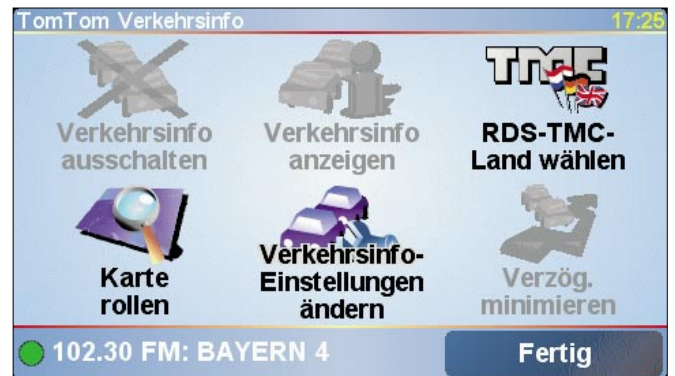 TomTom Verkehrsinfo 17:25
Verkehrsinfo
ausschalten
Verkehrsinfo
anzeigen
TMC
RDS-TMC-
Land wählen
Karte
rollen
Verkehrsinfo-
Einstellungen
ändern
Verzög.
minimieren
102.30 FM: BAYERN 4
Fertig